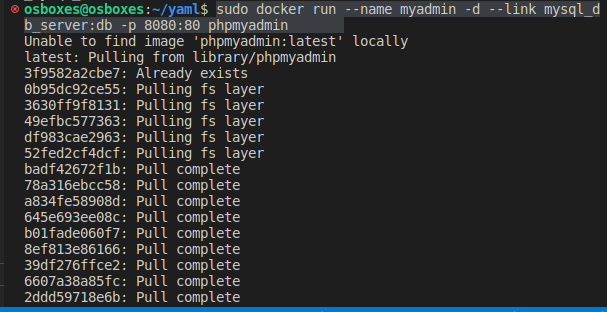 osboxes@osboxes:~/yaml$ sudo docker run --name myadmin -d --link mysql_d
b_server:db -p 8080:80 phpmyadmin
Unable to find image 'phpmyadmin:latest' locally
latest: Pulling from library/phpmyadmin
3f9582a2cbe7: Already exists
0b95dc92ce55: Pulling fs layer
3630ff9f8131: Pulling fs layer
49efbc577363: Pulling fs layer
df983cae2963: Pulling fs layer
52fed2cf4dcf: Pulling fs layer
badf42672f1b: Pull complete
78a316ebcc58: Pull complete
a834fe58908d: Pull complete
645e693ee08c: Pull complete
b01fade060f7: Pull complete
8ef813e86166: Pull complete
39df276ffce2: Pull complete
6607a38a85fc: Pull complete
2ddd59718e6b: Pull complete